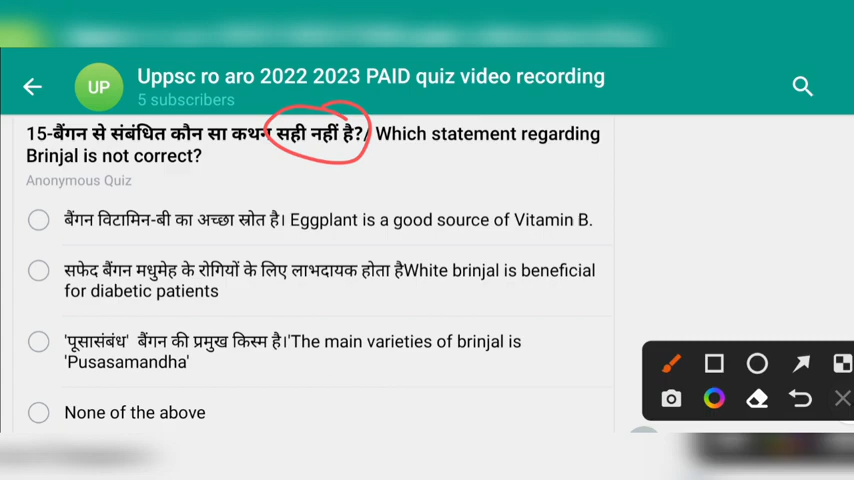 Uppsc ro aro 2022 2023 PAID quiz video recording
UP
5 subscribers
15-बैंगन से संबंधित कौन सा कथन सही नहीं है?/ Which statement regarding
Brinjal is not correct?
Anonymous Quiz
बैंगन विटामिन-बी का अच्छा स्रोत है। Eggplant is a good source of Vitamin B.
सफेद बैंगन मधुमेह के रोगियों के लिए लाभदायक होता हैWhite brinjal is beneficial
for diabetic patients
'पूसासंबंध' बैंगन की प्रमुख किस्म है।'The main varieties of brinjal is
'Pusasamandha'
None of the above